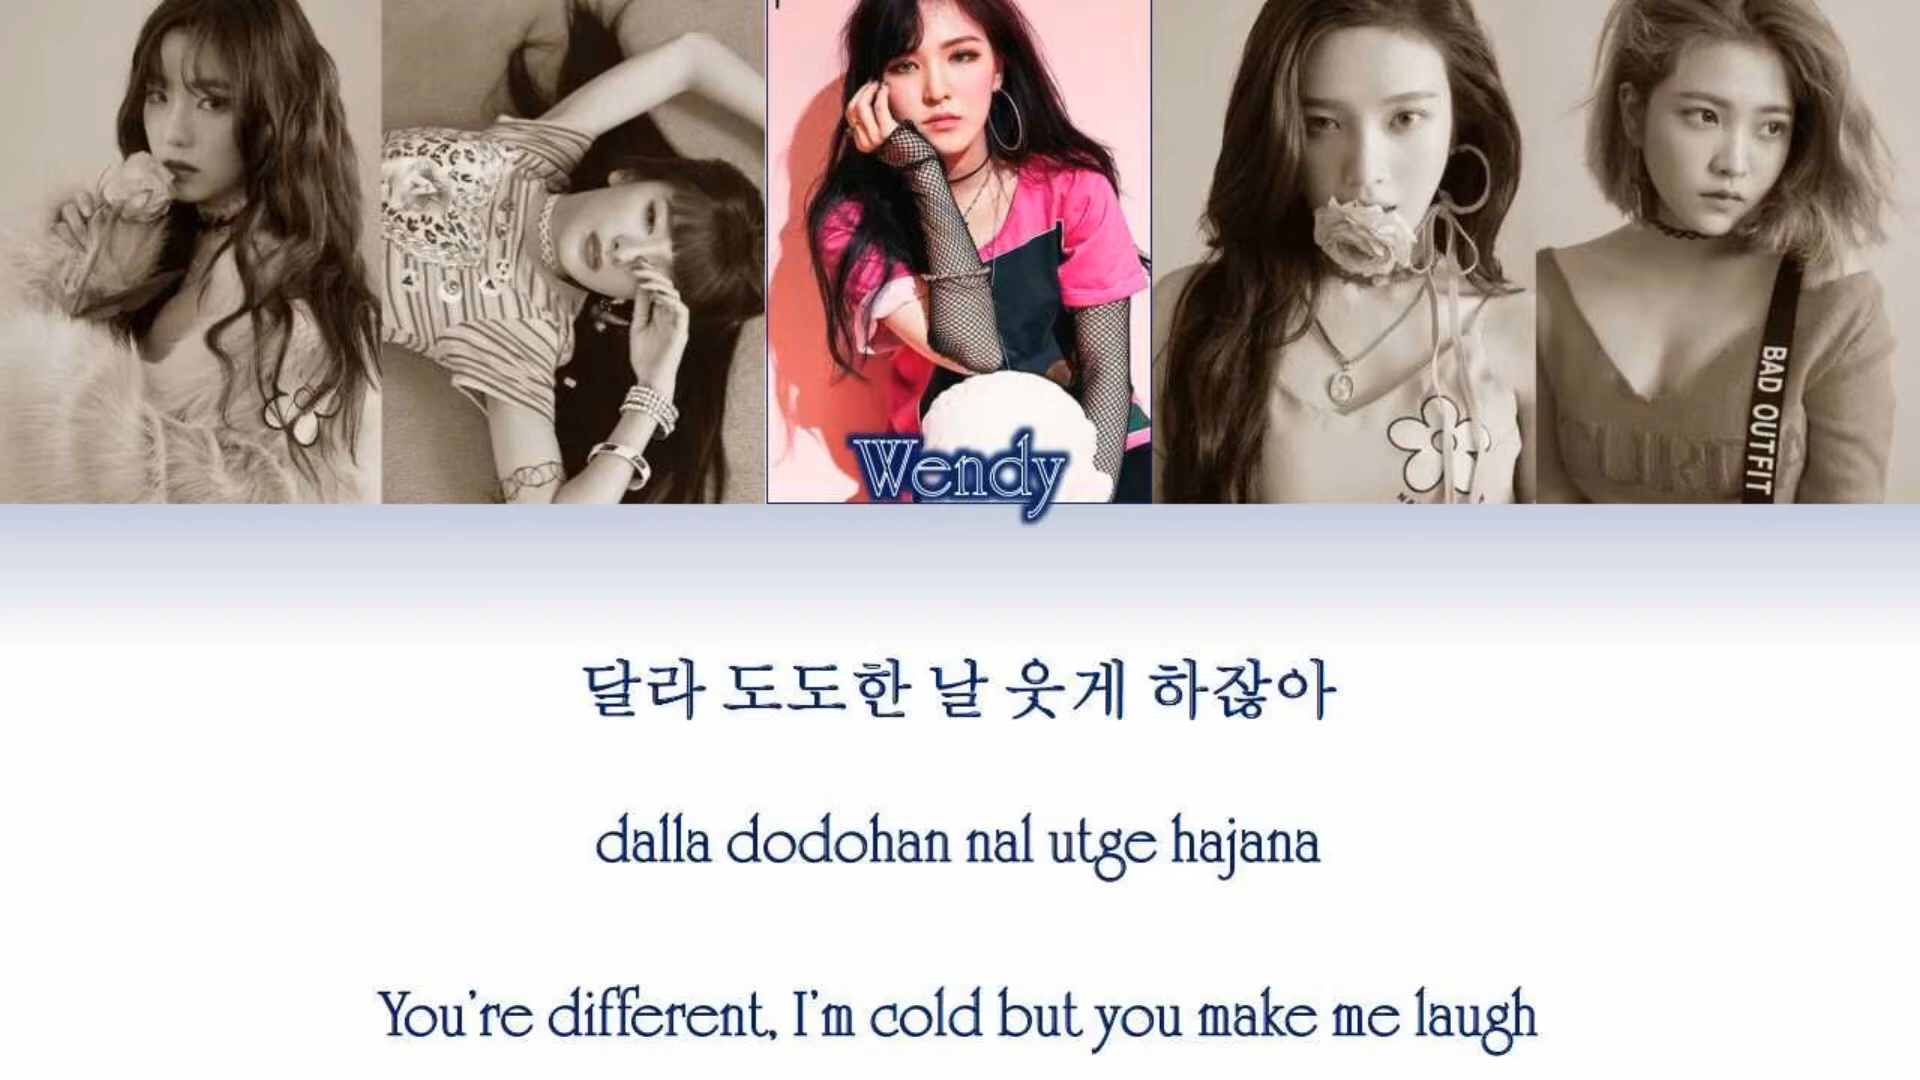 BAD OUTFIT
Wendy
달라 도도한 날 웃게 하잖아
dalla dodohan nal utge hajana
You're different, I'm cold but you make me laugh